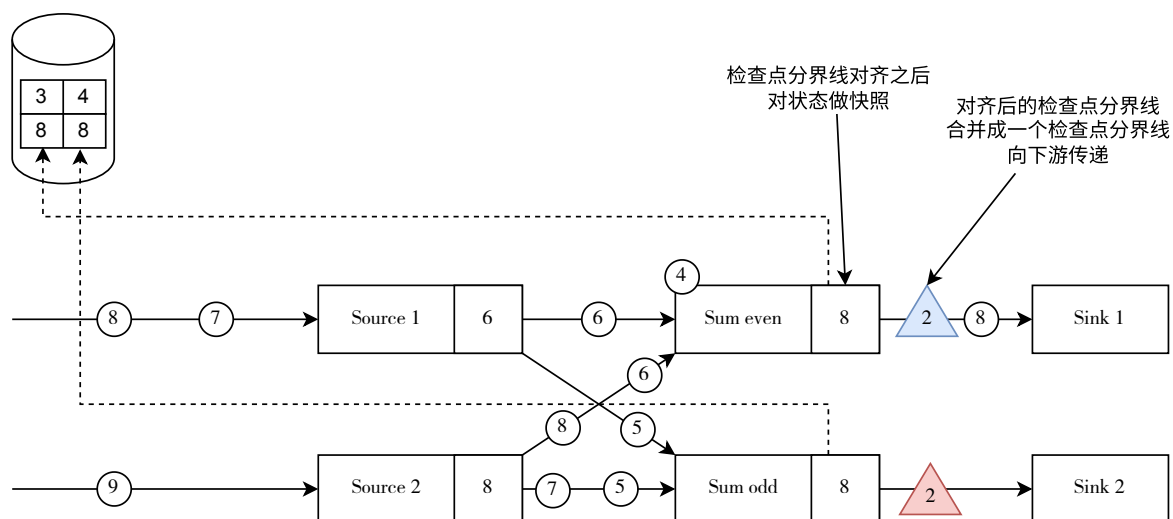 3 4
8 8
检查点分界线对齐之后
对状态做快照
对齐后的检查点分界线
合并成一个检查点分界线
向下游传递
4
8 7 Source 1 6 6 Sum even 8 2 8 Sink 1
6
8 5
9 Source 2 8 7 5 Sum odd 8 2 Sink 2